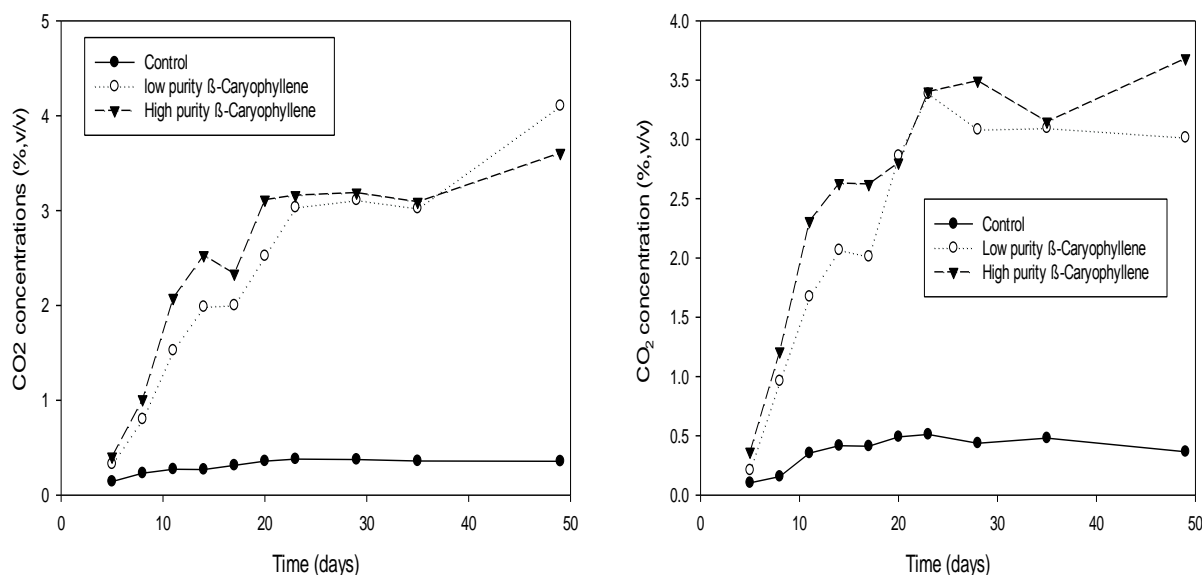 5
4
3
2
1
0
CO2 concentrations (%,v/v)
Control
low purity ß-Caryophyllene
High purity ß-Caryophyllene
0 10 20 30 40 50
Time (days)
4.0
3.5
3.0
2.5
2.0
1.5
1.0
0.5
0.0
CO₂ concentration (%,v/v)
Control
Low purity ß-Caryophyllene
High purity ß-Caryophyllene
0 10 20 30 40 50
Time (days)